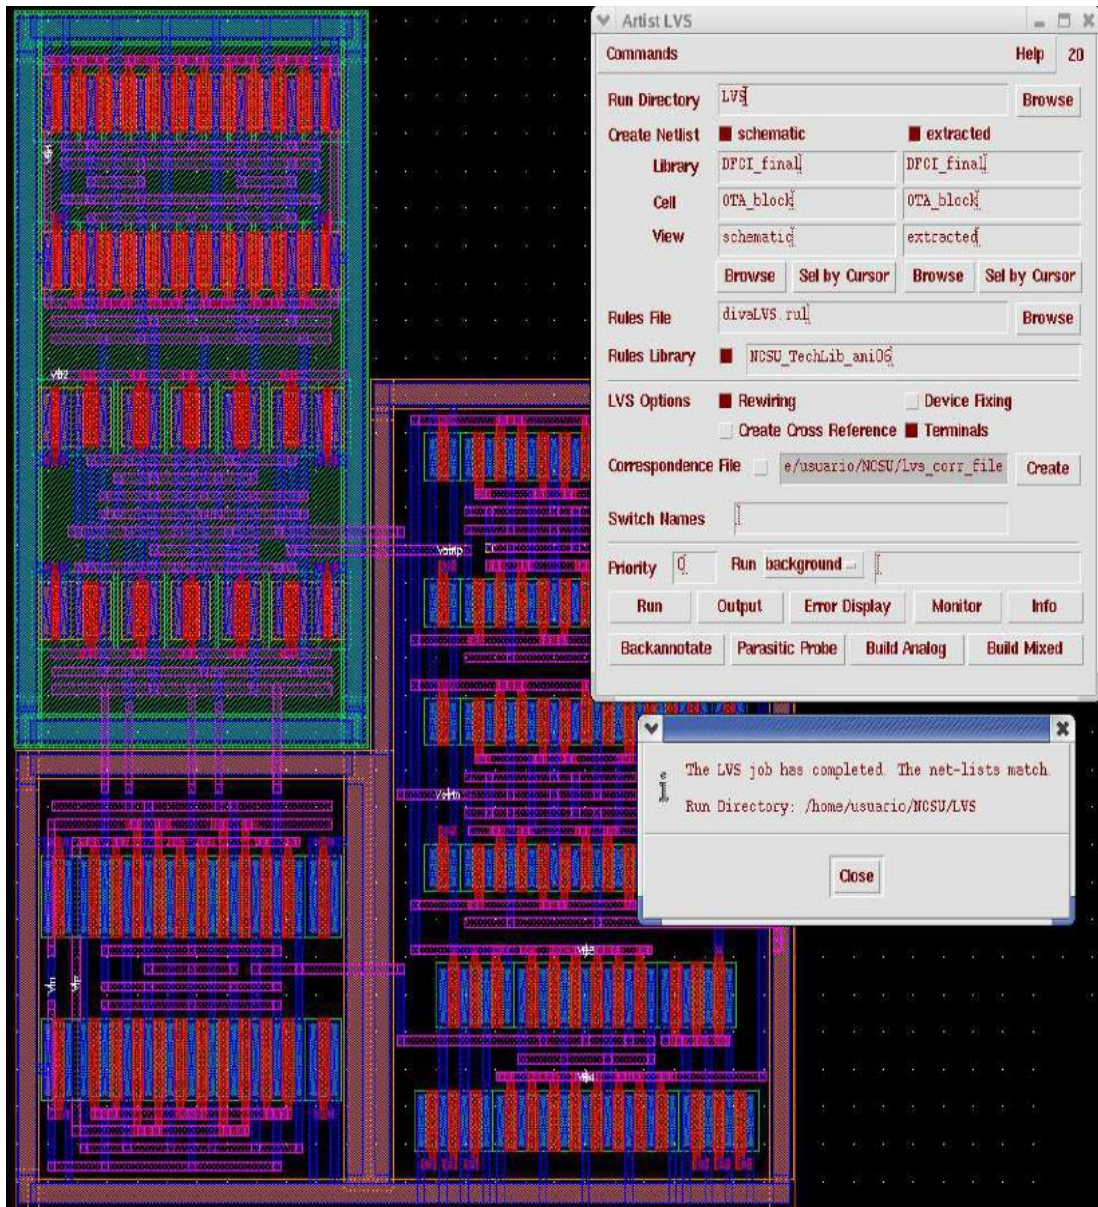 Artist LVS
Commands Help 20
Run Directory LVS Browse
Create Netlist schematic extracted
Library DFCI_final DFCI_final
Cell OTA_block OTA_block
View schematic extracted
Browse Sel by Cursor Browse Sel by Cursor
Rules File divaLVS.rul Browse
Rules Library NCSU_TechLib_ami06
LVS Options Rewiring Device Fixing
Create Cross Reference Terminals
Correspondence File e/usuario/NCSU/lvs_corr_file Create
Switch Names
Priority 0 Run background
Run Output Error Display Monitor Info
Backannotate Parasitic Probe Build Analog Build Mixed
The LVS job has completed. The net-lists match.
Run Directory: /home/usuario/NCSU/LVS
Close
Vb2